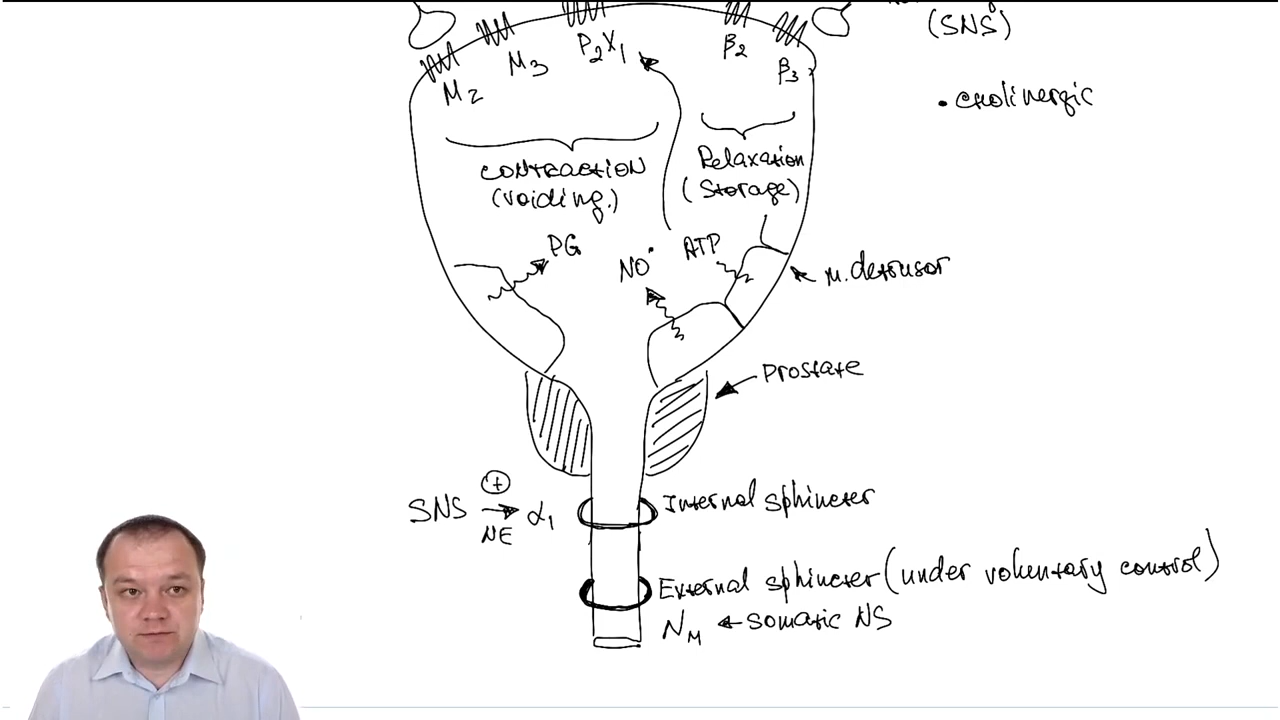 (SNS)
M2
M3
P2X1
β2
β3
• cholinergic
CONTRACTION
(voiding.)
Relaxation
(Storage)
PG
NO•
ATP
m. detrusor
Prostate
SNS
⊕
NE
α1
Internal sphincter
External sphincter (under voluntary control)
NM ← somatic NS